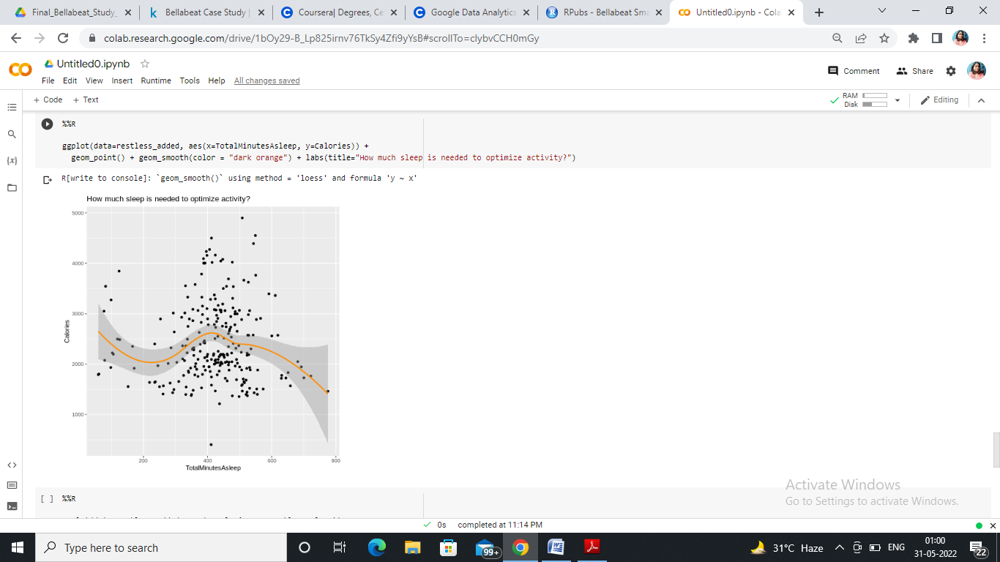 Final_Bellabeat_Study_
Bellabeat Case Study |
Coursera| Degrees, Ce
Google Data Analytics
RPubs - Bellabeat Sma
Untitled0.ipynb - Cola
colab.research.google.com/drive/1bOy29-B_Lp825irnv76TkSy4Zfi9yYsB#scrollTo=clybvCCH0mGy
Untitled0.ipynb
Comment
Share
File Edit View Insert Runtime Tools Help All changes saved
+ Code + Text
RAM
Disk
Editing
%%R
ggplot(data=restless_added, aes(x=TotalMinutesAsleep, y=Calories)) +
geom_point() + geom_smooth(color = "dark orange") + labs(title="How much sleep is needed to optimize activity?")
R[write to console]: `geom_smooth()` using method = 'loess' and formula 'y ~ x'
How much sleep is needed to optimize activity?
5000
4000
3000
2000
1000
Calories
200 400 600 800
TotalMinutesAsleep
Activate Windows
Go to Settings to activate Windows.
[ ] %%R
0s completed at 11:14 PM
Type here to search
99+
31°C Haze
ENG
01:00
31-05-2022
22